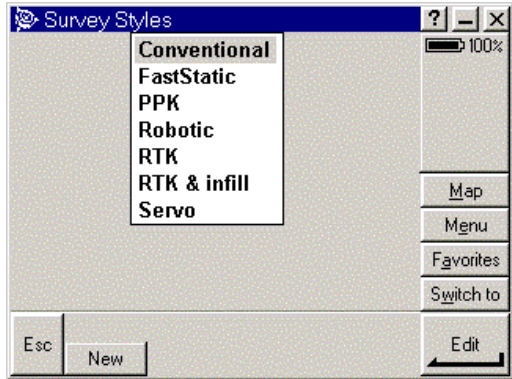 Survey Styles
? _ X
100%
Conventional
FastStatic
PPK
Robotic
RTK
RTK & infill
Servo
Map
Menu
Favorites
Switch to
Esc
New
Edit